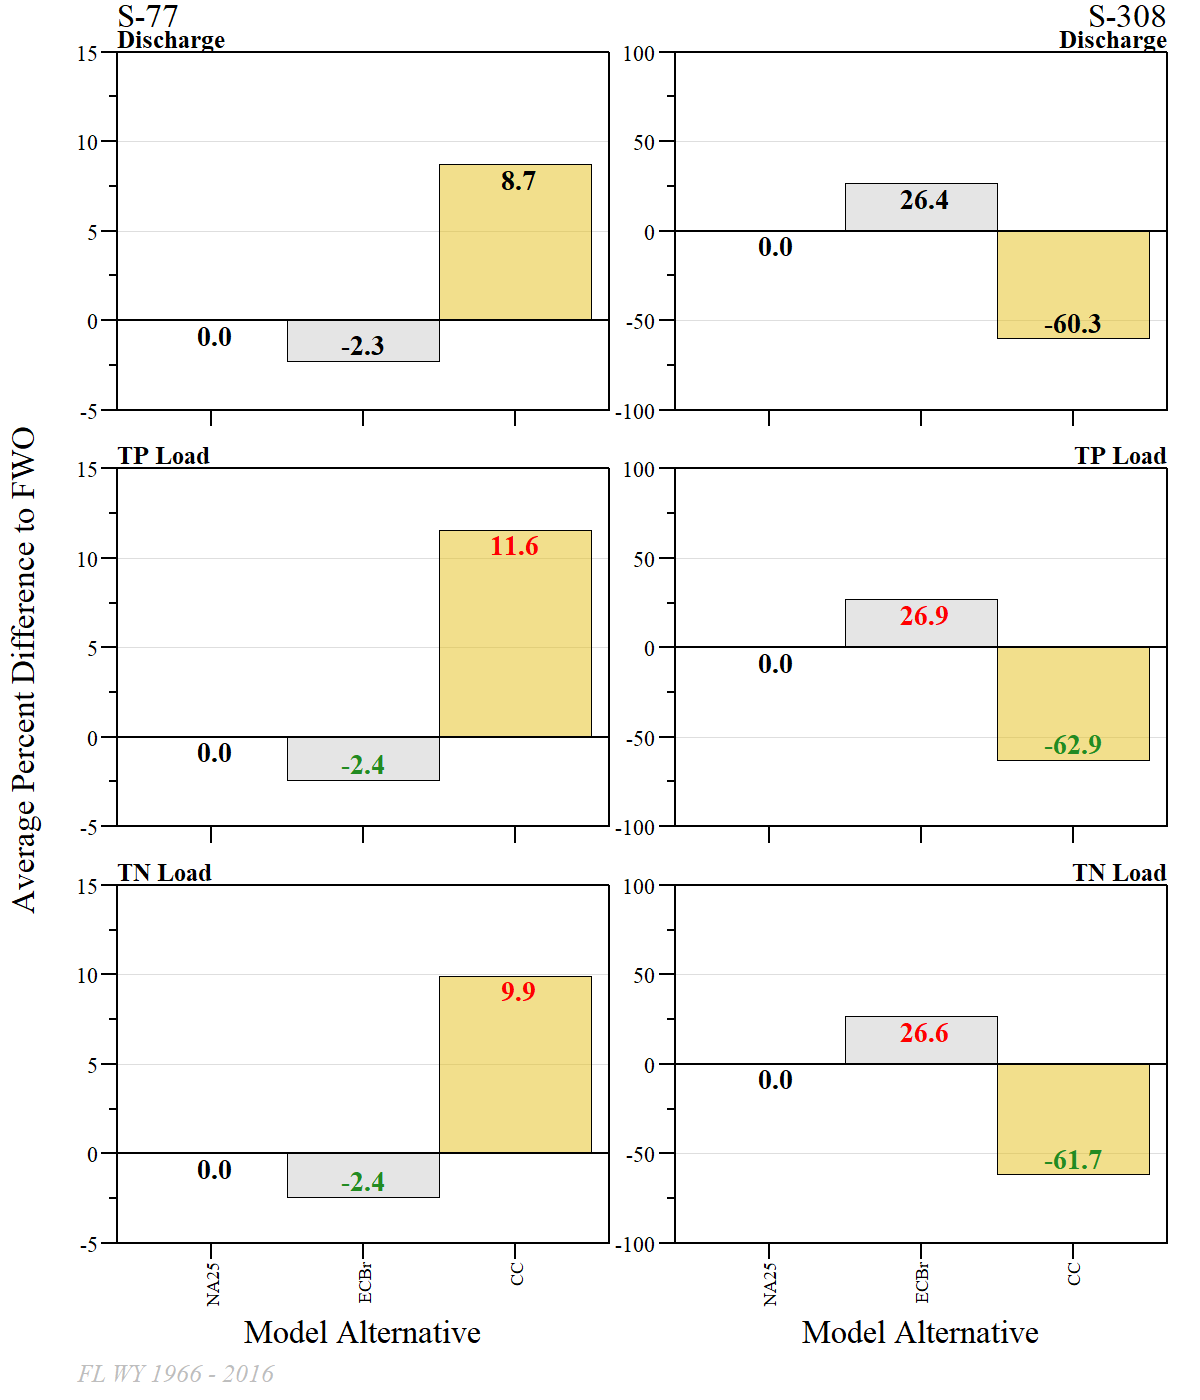 S-77
S-308
Discharge
15
10
5
0
-5
0.0
-2.3
8.7
Discharge
100
50
0
-50
-100
0.0
26.4
-60.3
TP Load
15
10
5
0
-5
0.0
-2.4
11.6
TP Load
100
50
0
-50
-100
0.0
26.9
-62.9
TN Load
15
10
5
0
-5
0.0
-2.4
9.9
TN Load
100
50
0
-50
-100
0.0
26.6
-61.7
NA25
ECBr
CC
NA25
ECBr
CC
Average Percent Difference to FWO
Model Alternative
Model Alternative
FL WY 1966 - 2016